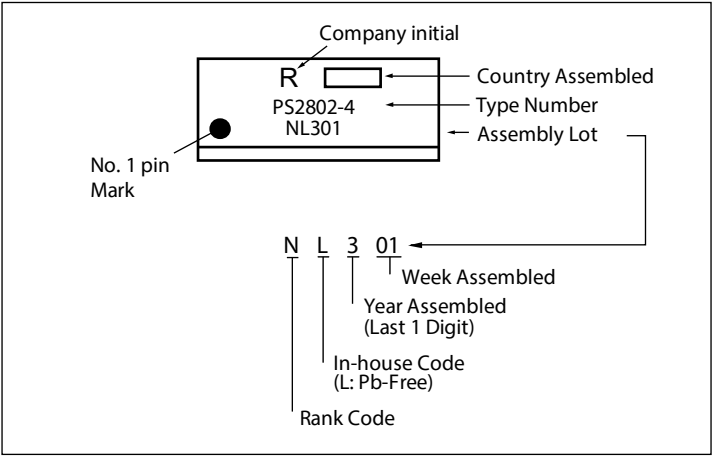 Company initial
R
Country Assembled
PS2802-4
Type Number
NL301
Assembly Lot
No. 1 pin
Mark
N L 3 01
Week Assembled
Year Assembled
(Last 1 Digit)
In-house Code
(L: Pb-Free)
Rank Code